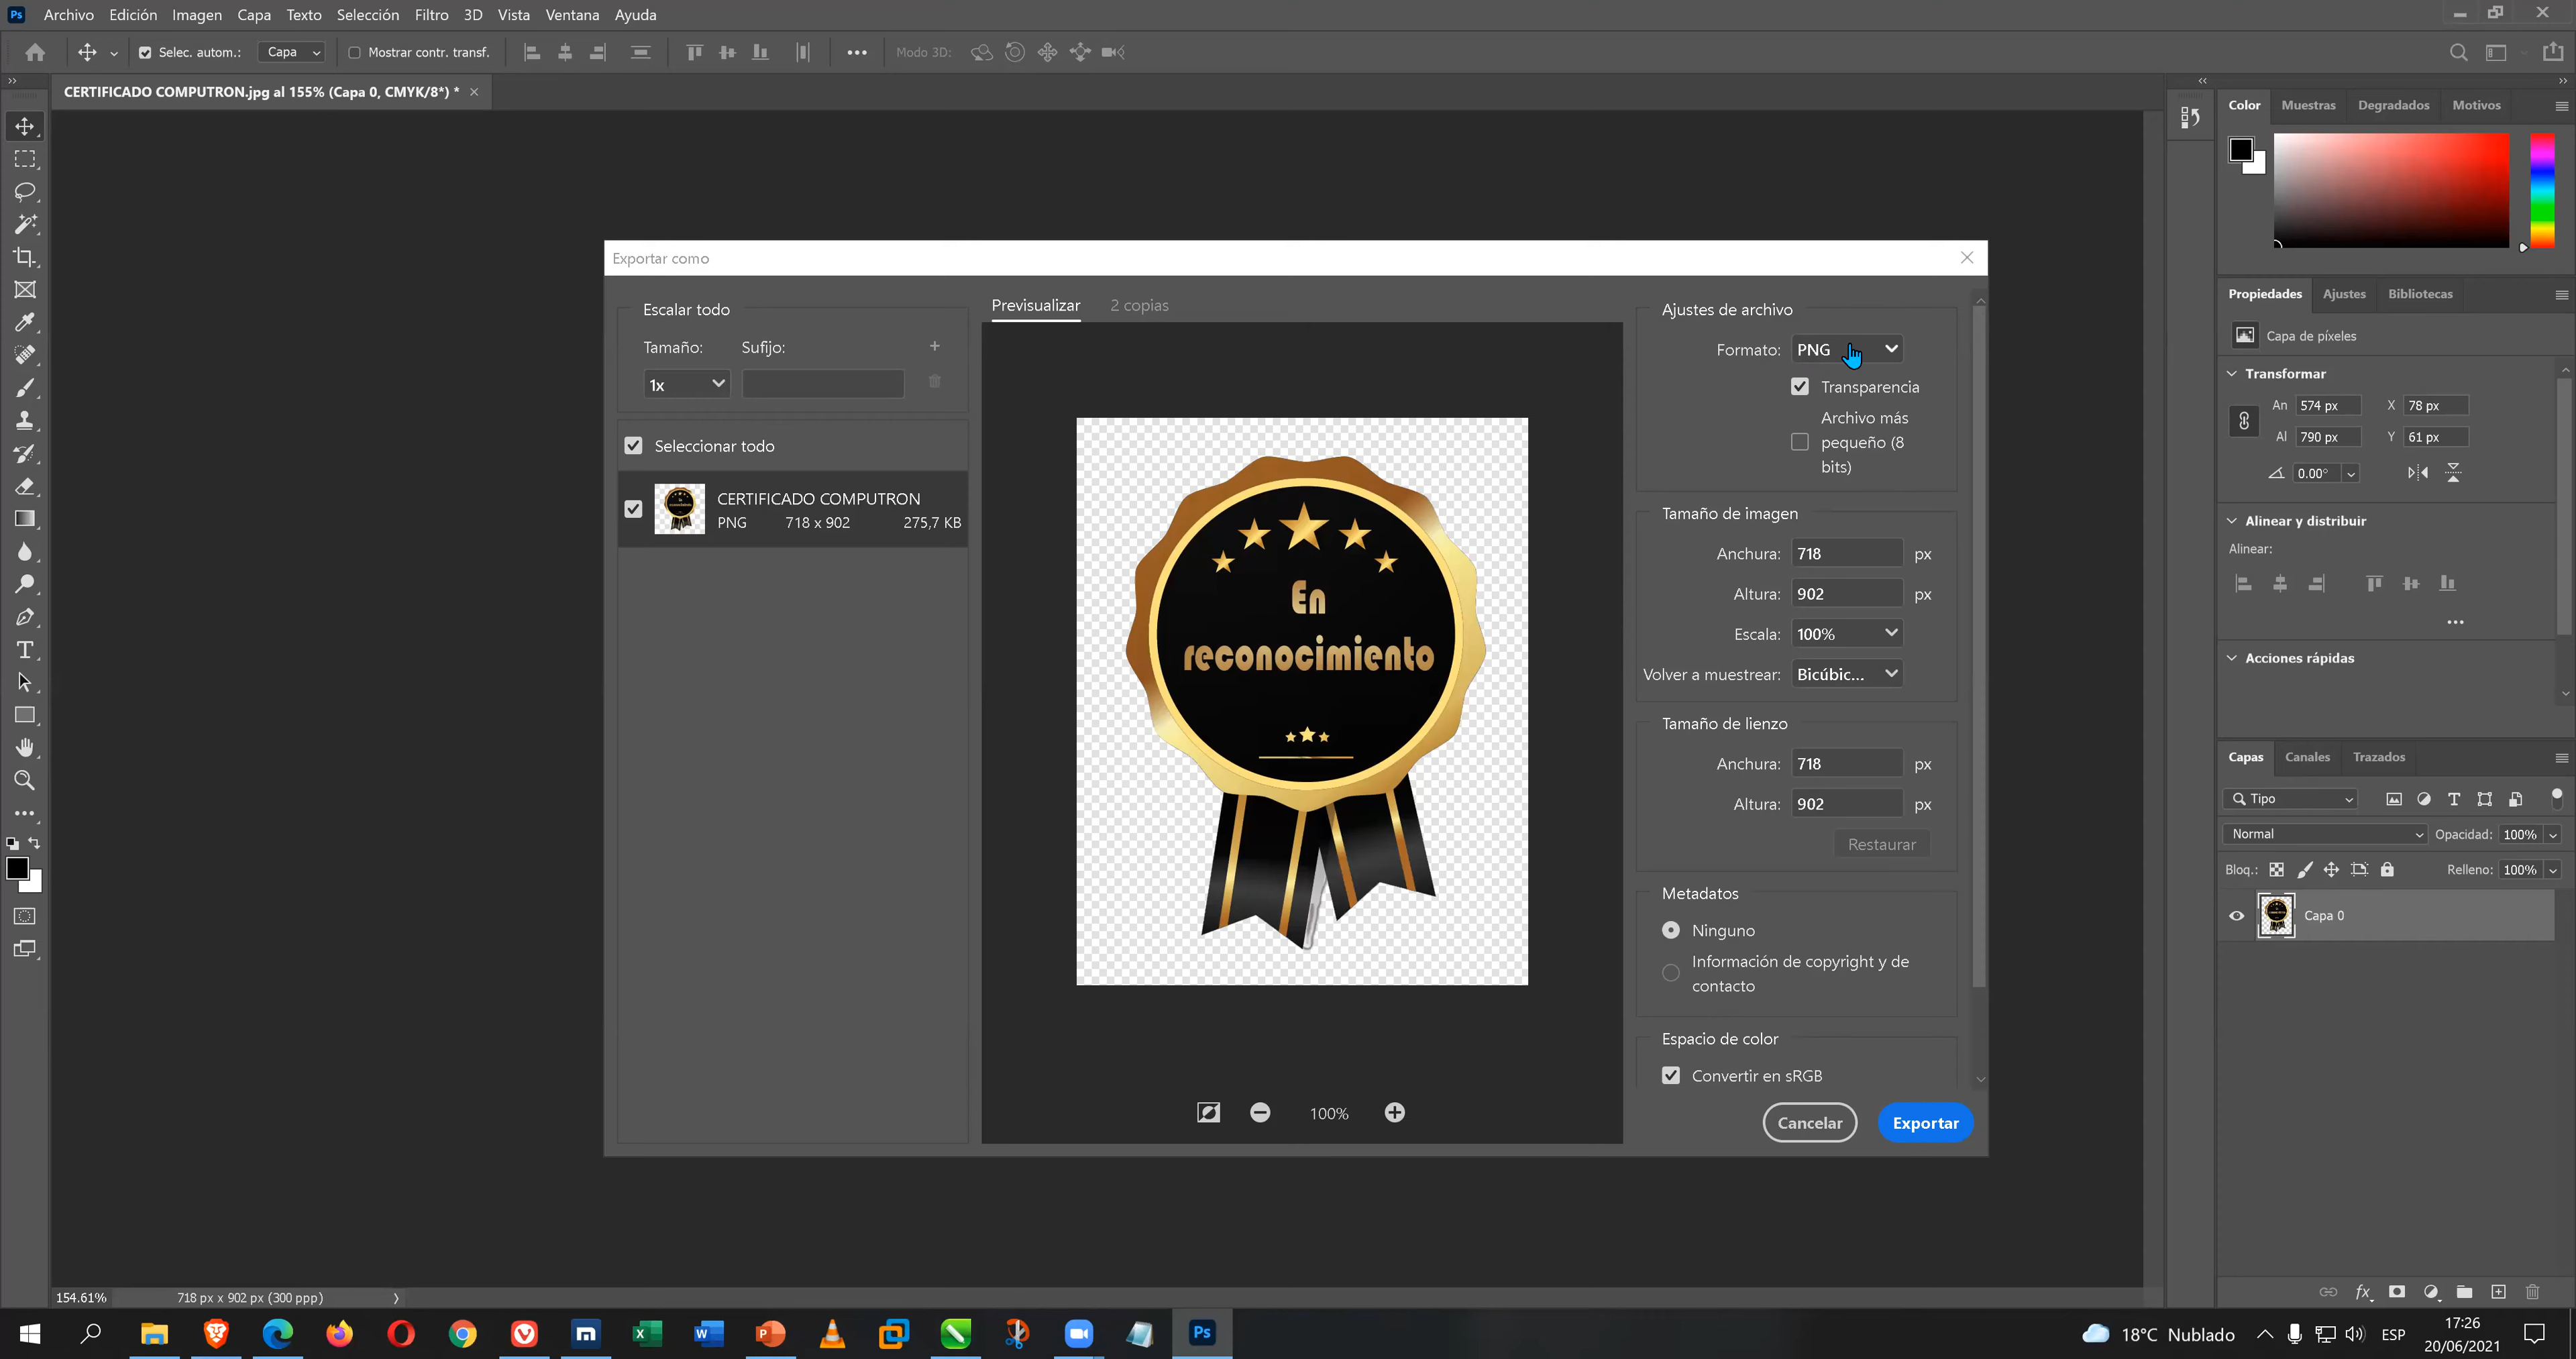 Archivo Edición Imagen Capa Texto Selección Filtro 3D Vista Ventana Ayuda
Selec. autom.: Capa Mostrar contr. transf. Modo 3D:
CERTIFICADO COMPUTRON.jpg al 155% (Capa 0, CMYK/8*) *
Exportar como
Escalar todo
Tamaño: Sufijo:
1x
Seleccionar todo
CERTIFICADO COMPUTRON
PNG 718 x 902 275,7 KB
Previsualizar 2 copias
En
reconocimiento
100%
Ajustes de archivo
Formato: PNG
Transparencia
Archivo más
pequeño (8
bits)
Tamaño de imagen
Anchura: 718 px
Altura: 902 px
Escala: 100%
Volver a muestrear: Bicúbic...
Tamaño de lienzo
Anchura: 718 px
Altura: 902 px
Restaurar
Metadatos
Ninguno
Información de copyright y de
contacto
Espacio de color
Convertir en sRGB
Cancelar Exportar
Color Muestras Degradados Motivos
Propiedades Ajustes Bibliotecas
Capa de píxeles
Transformar
An 574 px X 78 px
Al 790 px Y 61 px
0.00°
Alinear y distribuir
Alinear:
Acciones rápidas
Capas Canales Trazados
Tipo
Normal Opacidad: 100%
Bloq.: Relleno: 100%
Capa 0
154.61% 718 px x 902 px (300 ppp)
18°C Nublado ESP
17:26
20/06/2021